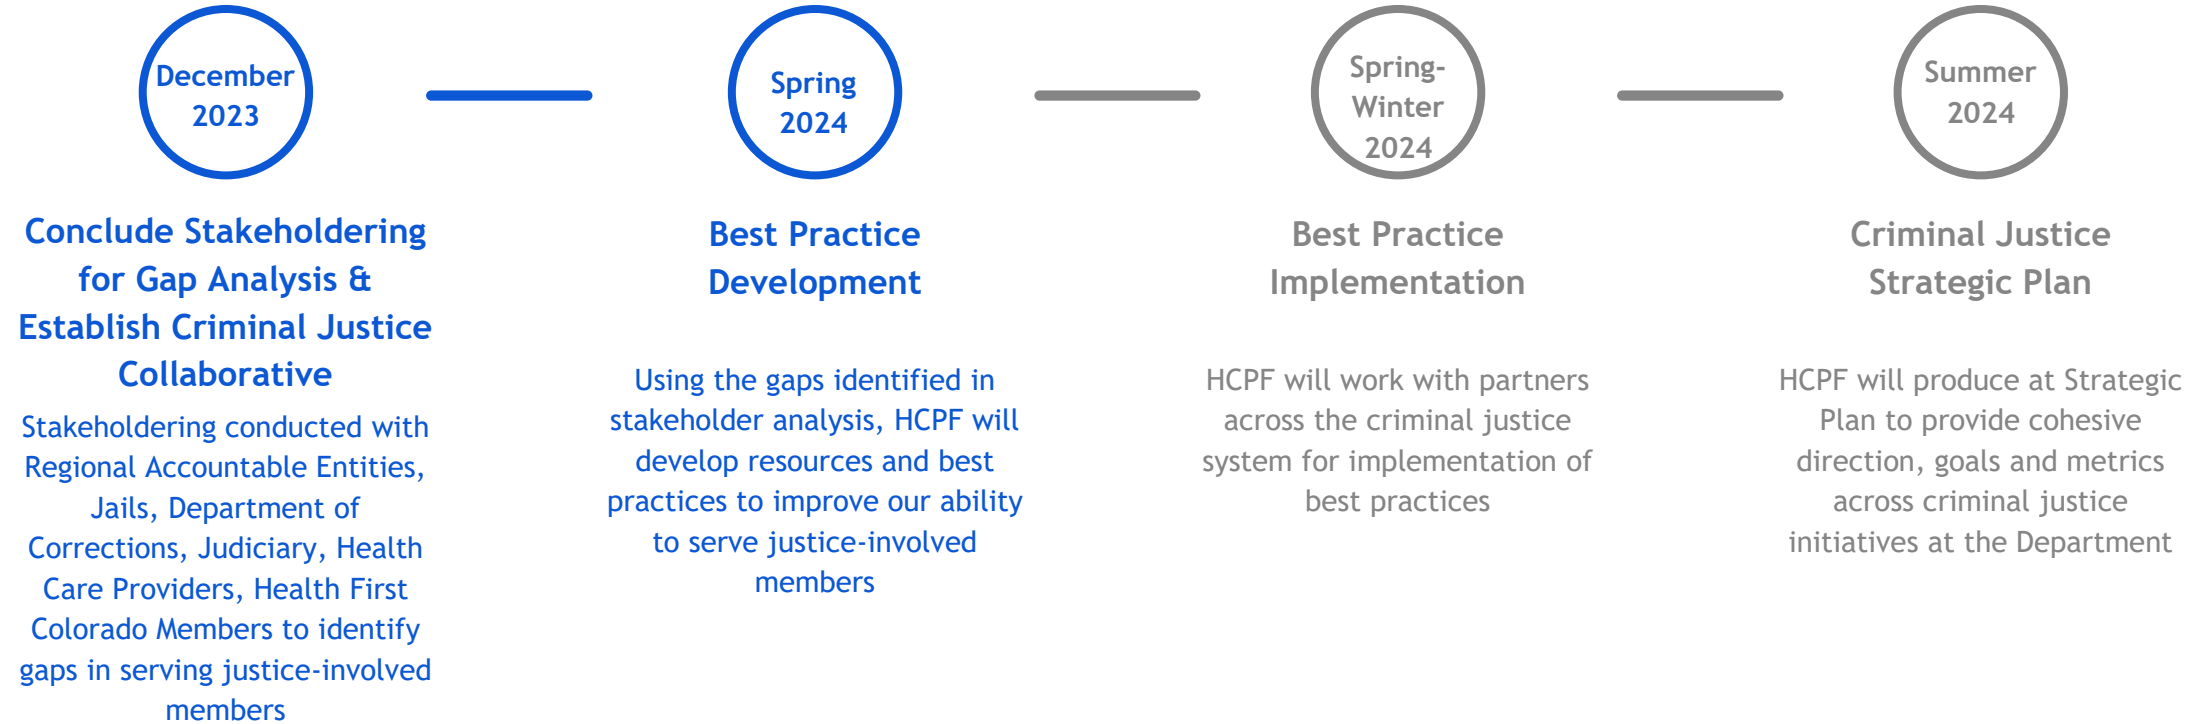 December
2023
Conclude Stakeholdering
for Gap Analysis &
Establish Criminal Justice
Collaborative
Stakeholdering conducted with
Regional Accountable Entities,
Jails, Department of
Corrections, Judiciary, Health
Care Providers, Health First
Colorado Members to identify
gaps in serving justice-involved
members
Spring
2024
Best Practice
Development
Using the gaps identified in
stakeholder analysis, HCPF will
develop resources and best
practices to improve our ability
to serve justice-involved
members
Spring-
Winter
2024
Best Practice
Implementation
HCPF will work with partners
across the criminal justice
system for implementation of
best practices
Summer
2024
Criminal Justice
Strategic Plan
HCPF will produce at Strategic
Plan to provide cohesive
direction, goals and metrics
across criminal justice
initiatives at the Department